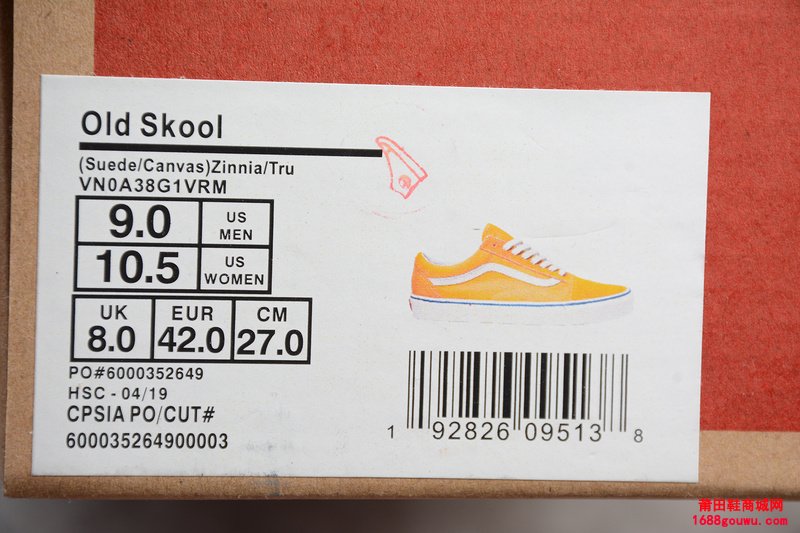 Old Skool
(Suede/Canvas)Zinnia/Tru
VN0A38G1VRM
9.0 US MEN
10.5 US WOMEN
UK EUR CM
8.0 42.0 27.0
PO#6000352649
HSC - 04/19
CPSIA PO/CUT#
600035264900003
1 92826 09513 8
莆田鞋商城网
1688gouwu.com